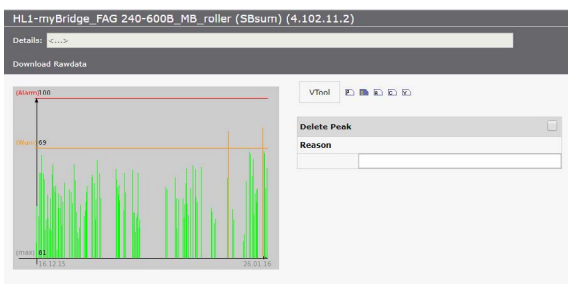 HL1-myBridge_FAG 240-600B_MB_roller (SBsum) (4.102.11.2)
Details: <...>
Download Rawdata
(Alarm) 100
69
(max) 81
16.12.15
26.01.16
VTool
Delete Peak
Reason